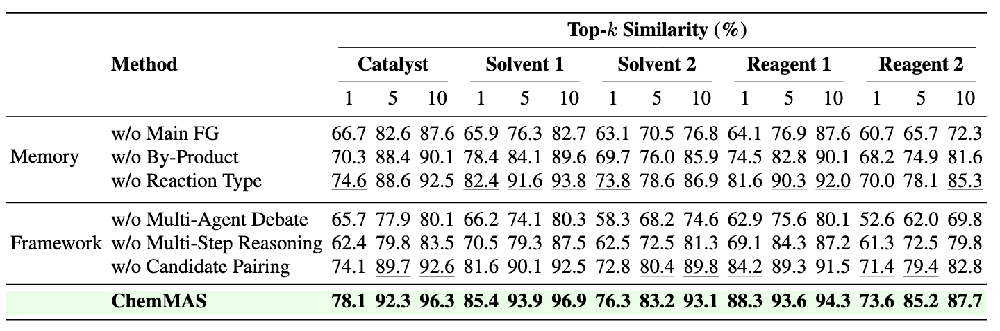 Top-k Similarity (%)
Method Catalyst Solvent 1 Solvent 2 Reagent 1 Reagent 2
1 5 10 1 5 10 1 5 10 1 5 10 1 5 10
w/o Main FG 66.7 82.6 87.6 65.9 76.3 82.7 63.1 70.5 76.8 64.1 76.9 87.6 60.7 65.7 72.3
Memory w/o By-Product 70.3 88.4 90.1 78.4 84.1 89.6 69.7 76.0 85.9 74.5 82.8 90.1 68.2 74.9 81.6
w/o Reaction Type 74.6 88.6 92.5 82.4 91.6 93.8 73.8 78.6 86.9 81.6 90.3 92.0 70.0 78.1 85.3
w/o Multi-Agent Debate 65.7 77.9 80.1 66.2 74.1 80.3 58.3 68.2 74.6 62.9 75.6 80.1 52.6 62.0 69.8
Framework w/o Multi-Step Reasoning 62.4 79.8 83.5 70.5 79.3 87.5 62.5 72.5 81.3 69.1 84.3 87.2 61.3 72.5 79.8
w/o Candidate Pairing 74.1 89.7 92.6 81.6 90.1 92.5 72.8 80.4 89.8 84.2 89.3 91.5 71.4 79.4 82.8
ChemMAS 78.1 92.3 96.3 85.4 93.9 96.9 76.3 83.2 93.1 88.3 93.6 94.3 73.6 85.2 87.7